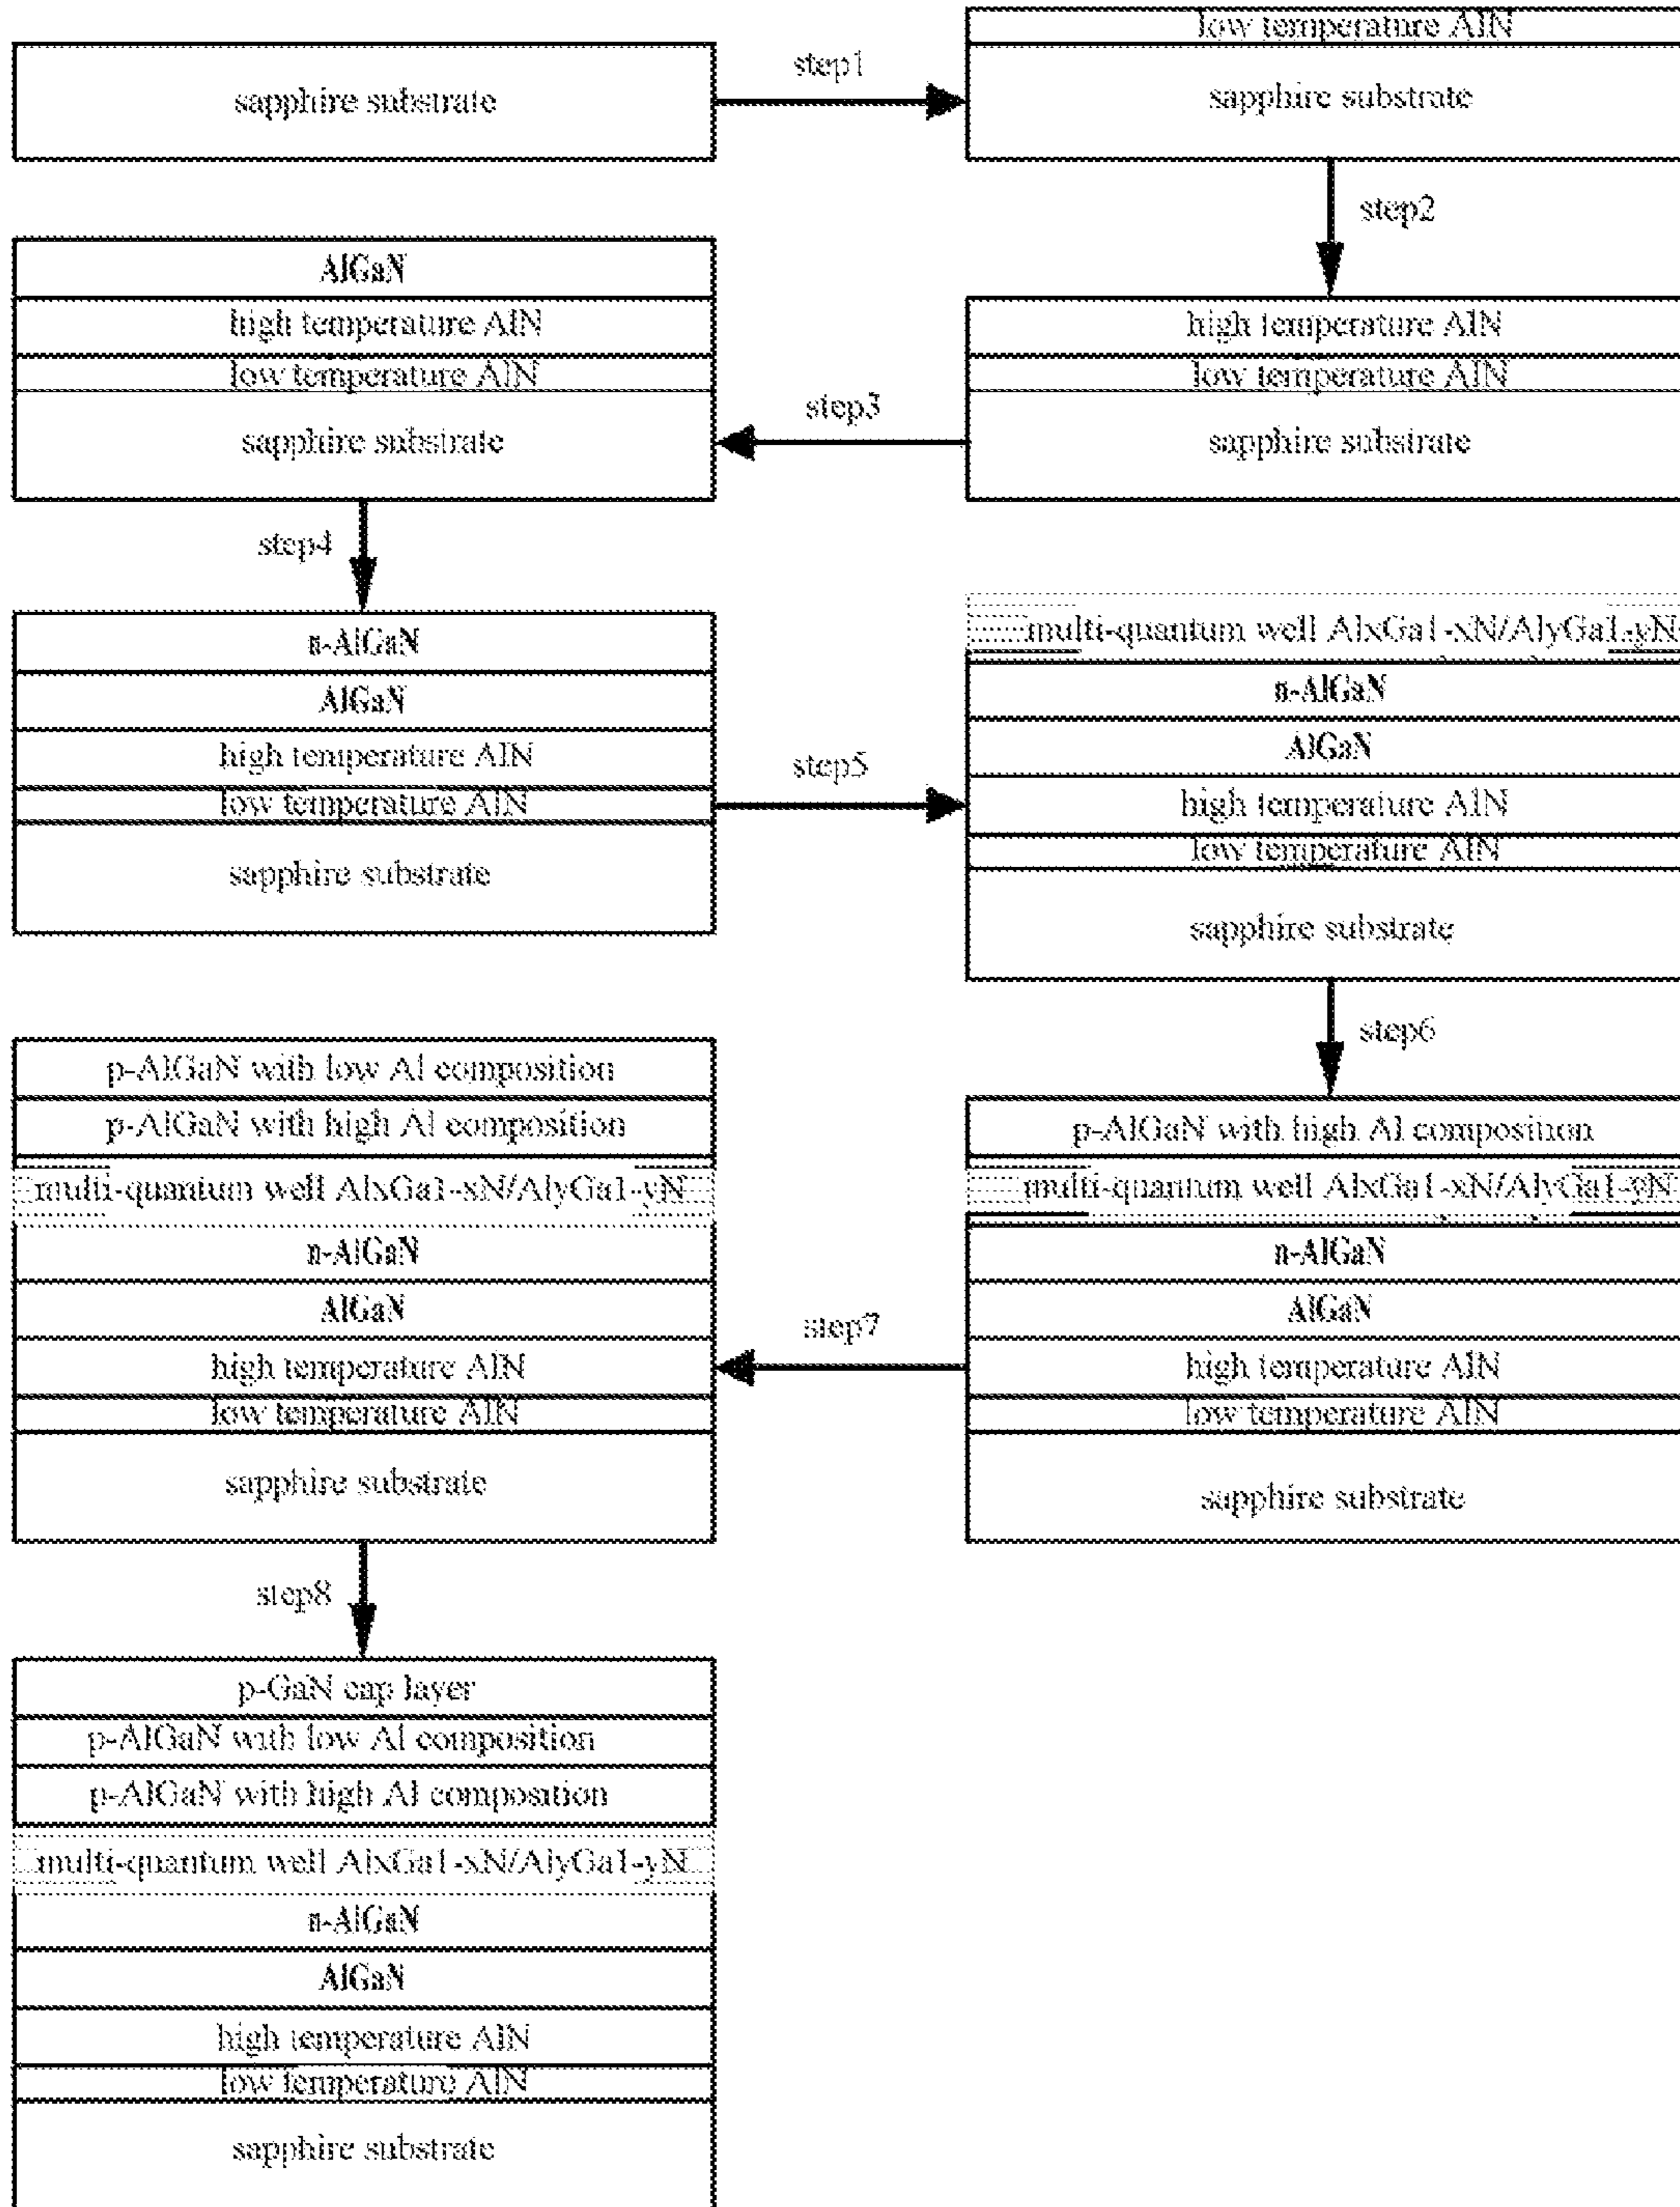 sapphire substrate
step1
low temperature AlN
sapphire substrate
step2
high temperature AlN
low temperature AlN
sapphire substrate
step3
AlGaN
high temperature AlN
low temperature AlN
sapphire substrate
step4
n-AlGaN
AlGaN
high temperature AlN
low temperature AlN
sapphire substrate
step5
multi-quantum well AlxGa1-xN/AlyGa1-yN
n-AlGaN
AlGaN
high temperature AlN
low temperature AlN
sapphire substrate
step6
p-AlGaN with high Al composition
multi-quantum well AlxGa1-xN/AlyGa1-yN
n-AlGaN
AlGaN
high temperature AlN
low temperature AlN
sapphire substrate
step7
p-AlGaN with low Al composition
p-AlGaN with high Al composition
multi-quantum well AlxGa1-xN/AlyGa1-yN
n-AlGaN
AlGaN
high temperature AlN
low temperature AlN
sapphire substrate
step8
p-GaN cap layer
p-AlGaN with low Al composition
p-AlGaN with high Al composition
multi-quantum well AlxGa1-xN/AlyGa1-yN
n-AlGaN
AlGaN
high temperature AlN
low temperature AlN
sapphire substrate